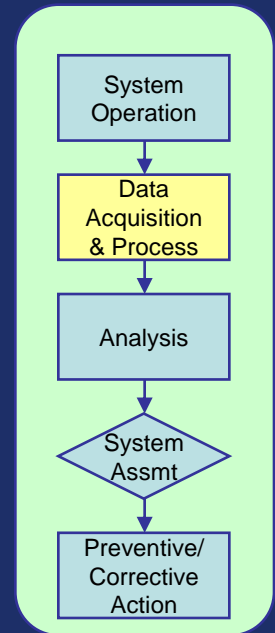 System
Operation
Data
Acquisition
& Process
Analysis
System
Assmt
Preventive/
Corrective
Action